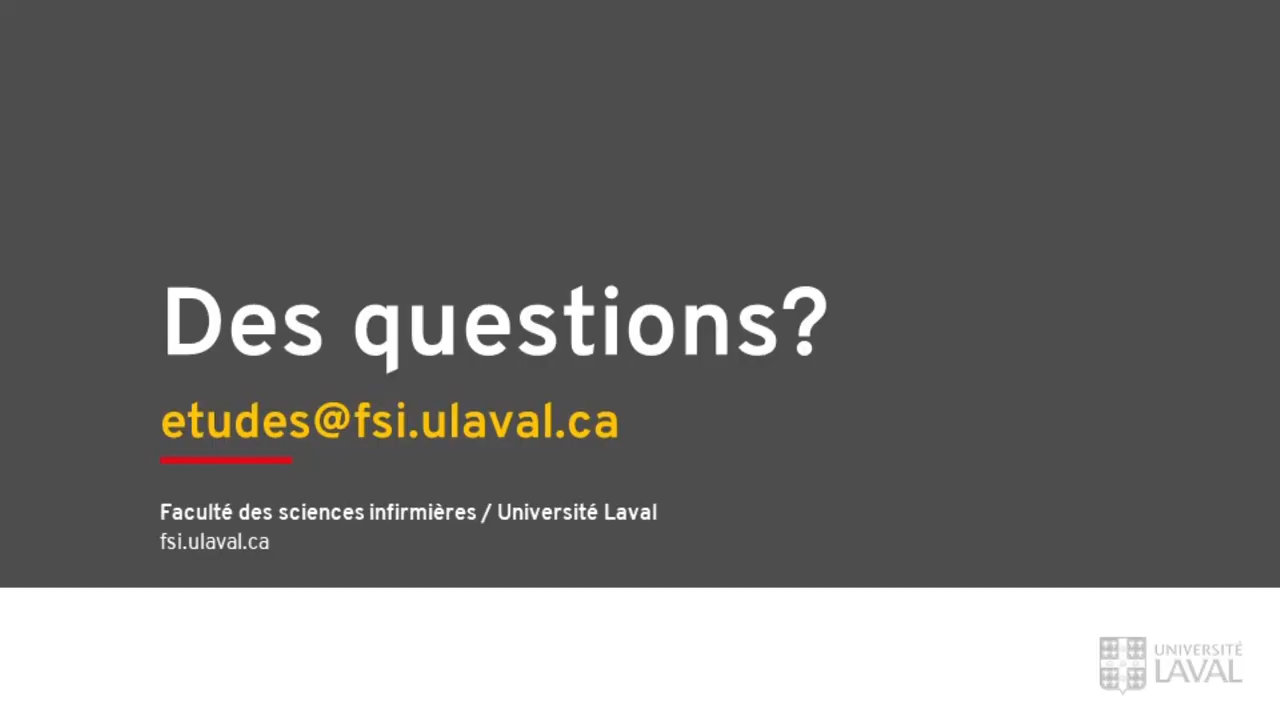 Des questions?
etudes@fsi.ulaval.ca
Faculté des sciences infirmières / Université Laval
fsi.ulaval.ca
UNIVERSITÉ
LAVAL